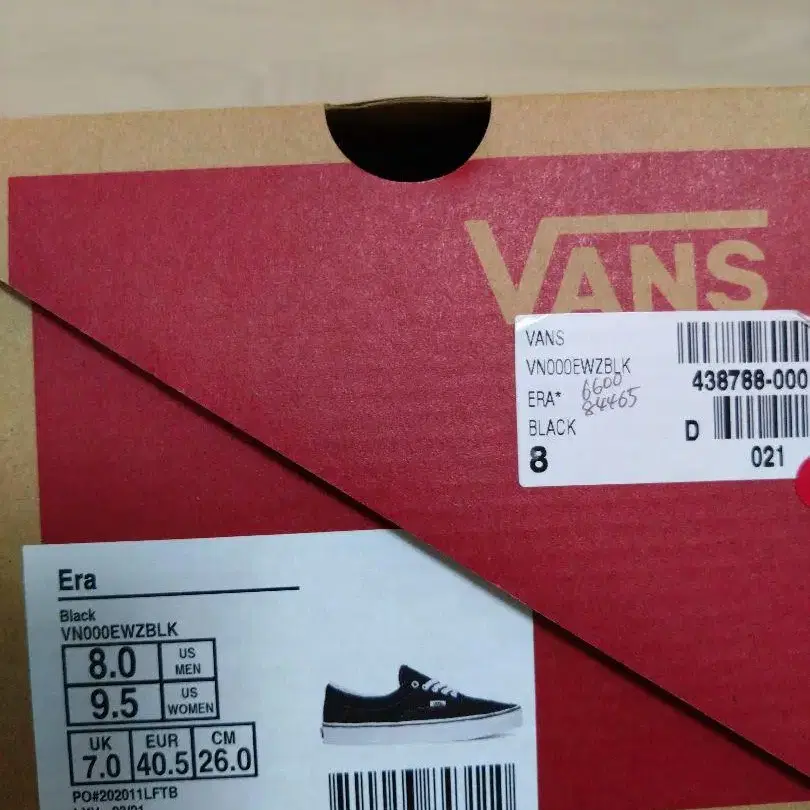 VANS
VANS
VN000EWZBLK
438788-000
ERA*
6600
84465
BLACK
D
8
021
Era
Black
VN000EWZBLK
8.0 US MEN
9.5 US WOMEN
UK EUR CM
7.0 40.5 26.0
PO#202011LFTB